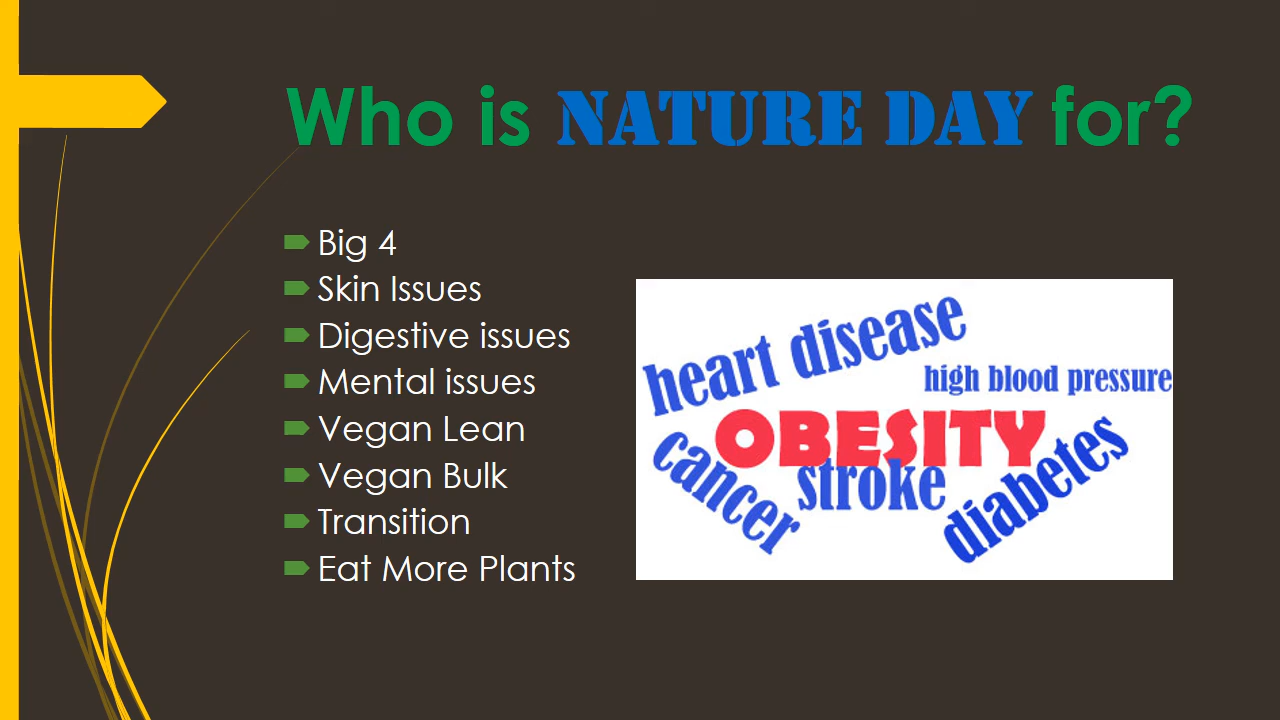 Who is NATURE DAY for?
Big 4
Skin Issues
Digestive issues
Mental issues
Vegan Lean
Vegan Bulk
Transition
Eat More Plants
heart disease
high blood pressure
OBESITY
cancer
stroke
diabetes